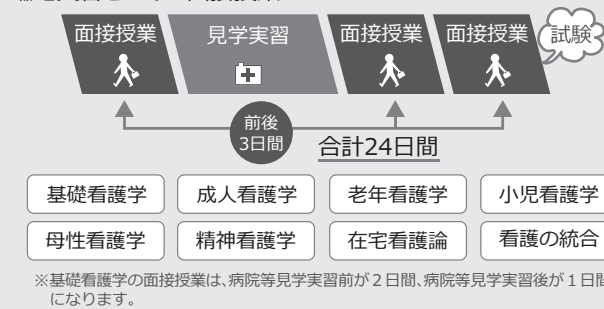 面接授業
見学実習
面接授業
面接授業
試験
前後
3日間
合計24日間
基礎看護学
成人看護学
老年看護学
小児看護学
母性看護学
精神看護学
在宅看護論
看護の統合
※基礎看護学の面接授業は、病院等見学実習前が2日間、病院等見学実習後が1日間
になります。